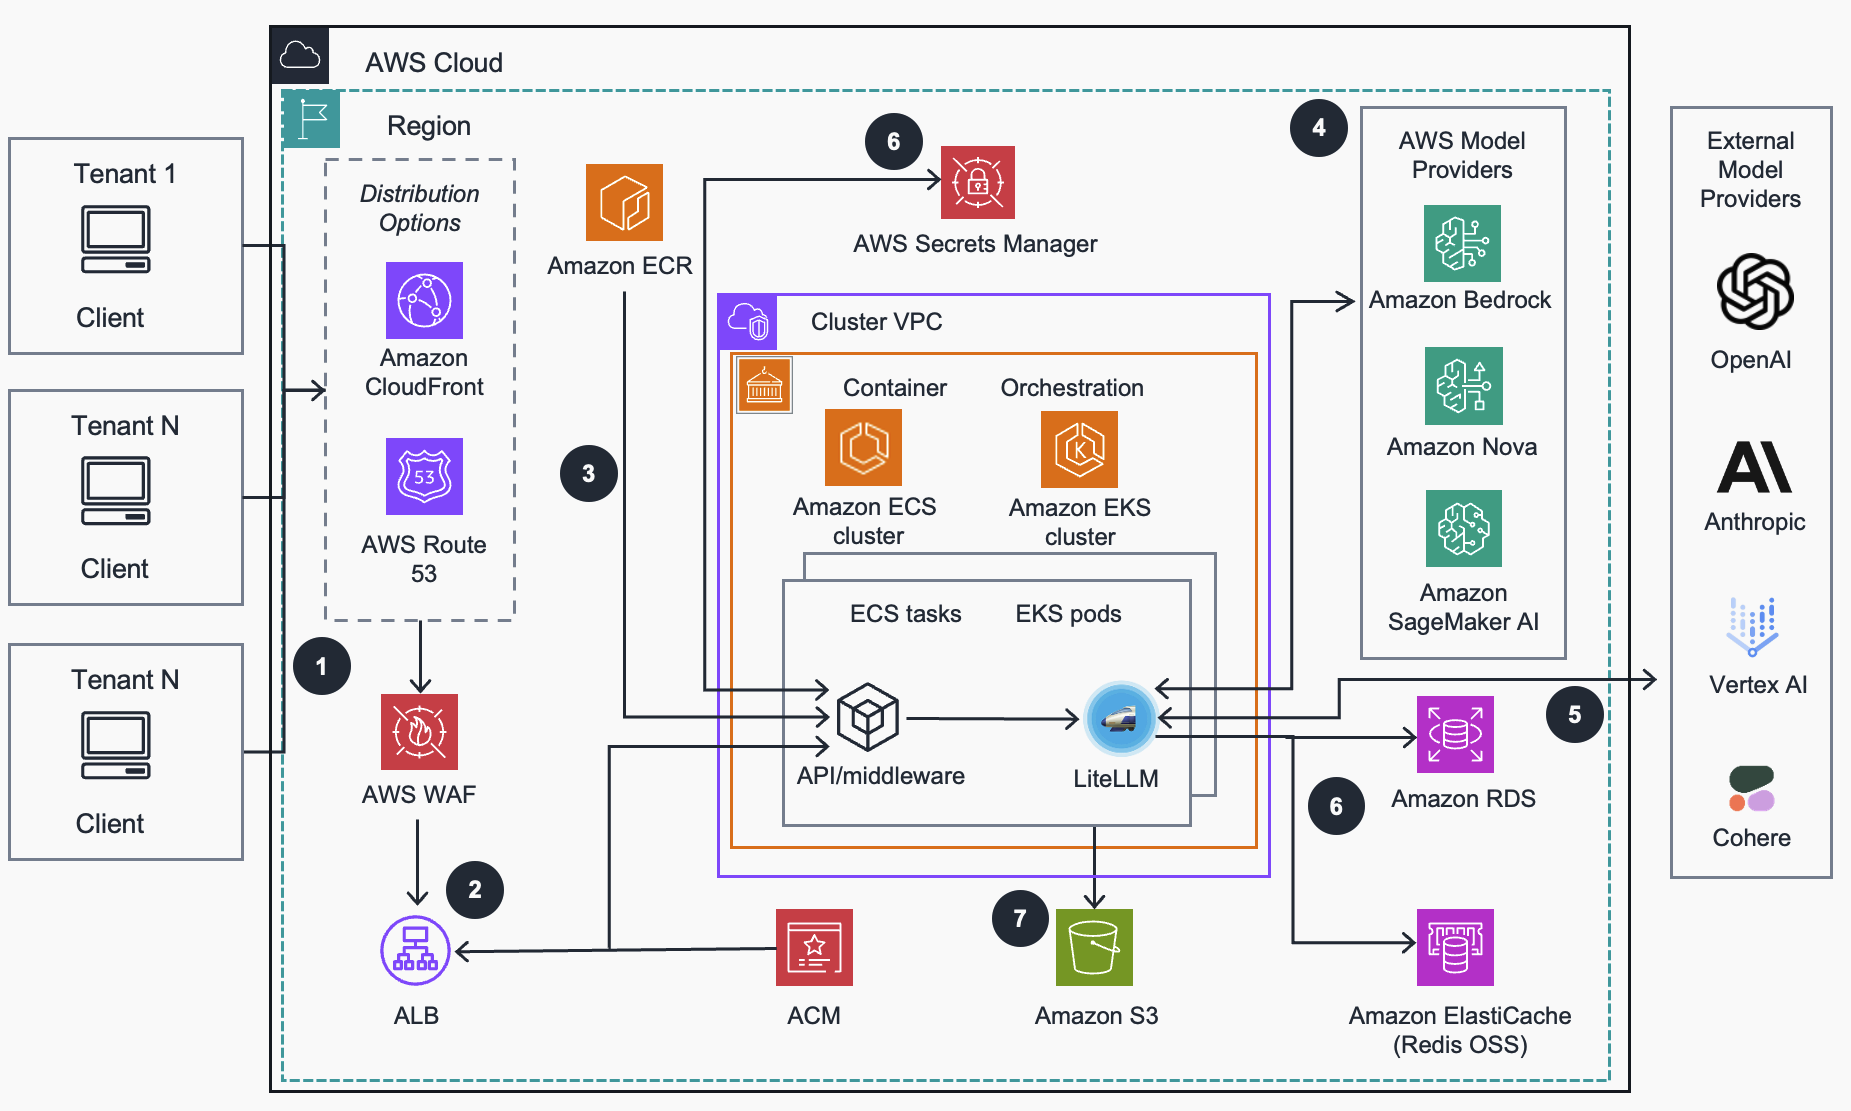 AWS Cloud
Region
Tenant 1
Client
Tenant N
Client
Tenant N
Client
Distribution
Options
Amazon
CloudFront
53
AWS Route
53
1
AWS WAF
2
ALB
Amazon ECR
3
6
AWS Secrets Manager
Cluster VPC
Container
Orchestration
Amazon ECS
cluster
K
Amazon EKS
cluster
ECS tasks
EKS pods
API/middleware
LiteLLM
ACM
7
Amazon S3
4
AWS Model
Providers
Amazon Bedrock
Amazon Nova
Amazon
SageMaker AI
5
Amazon RDS
6
Amazon ElastiCache
(Redis OSS)
External
Model
Providers
OpenAI
AI
Anthropic
Vertex AI
Cohere